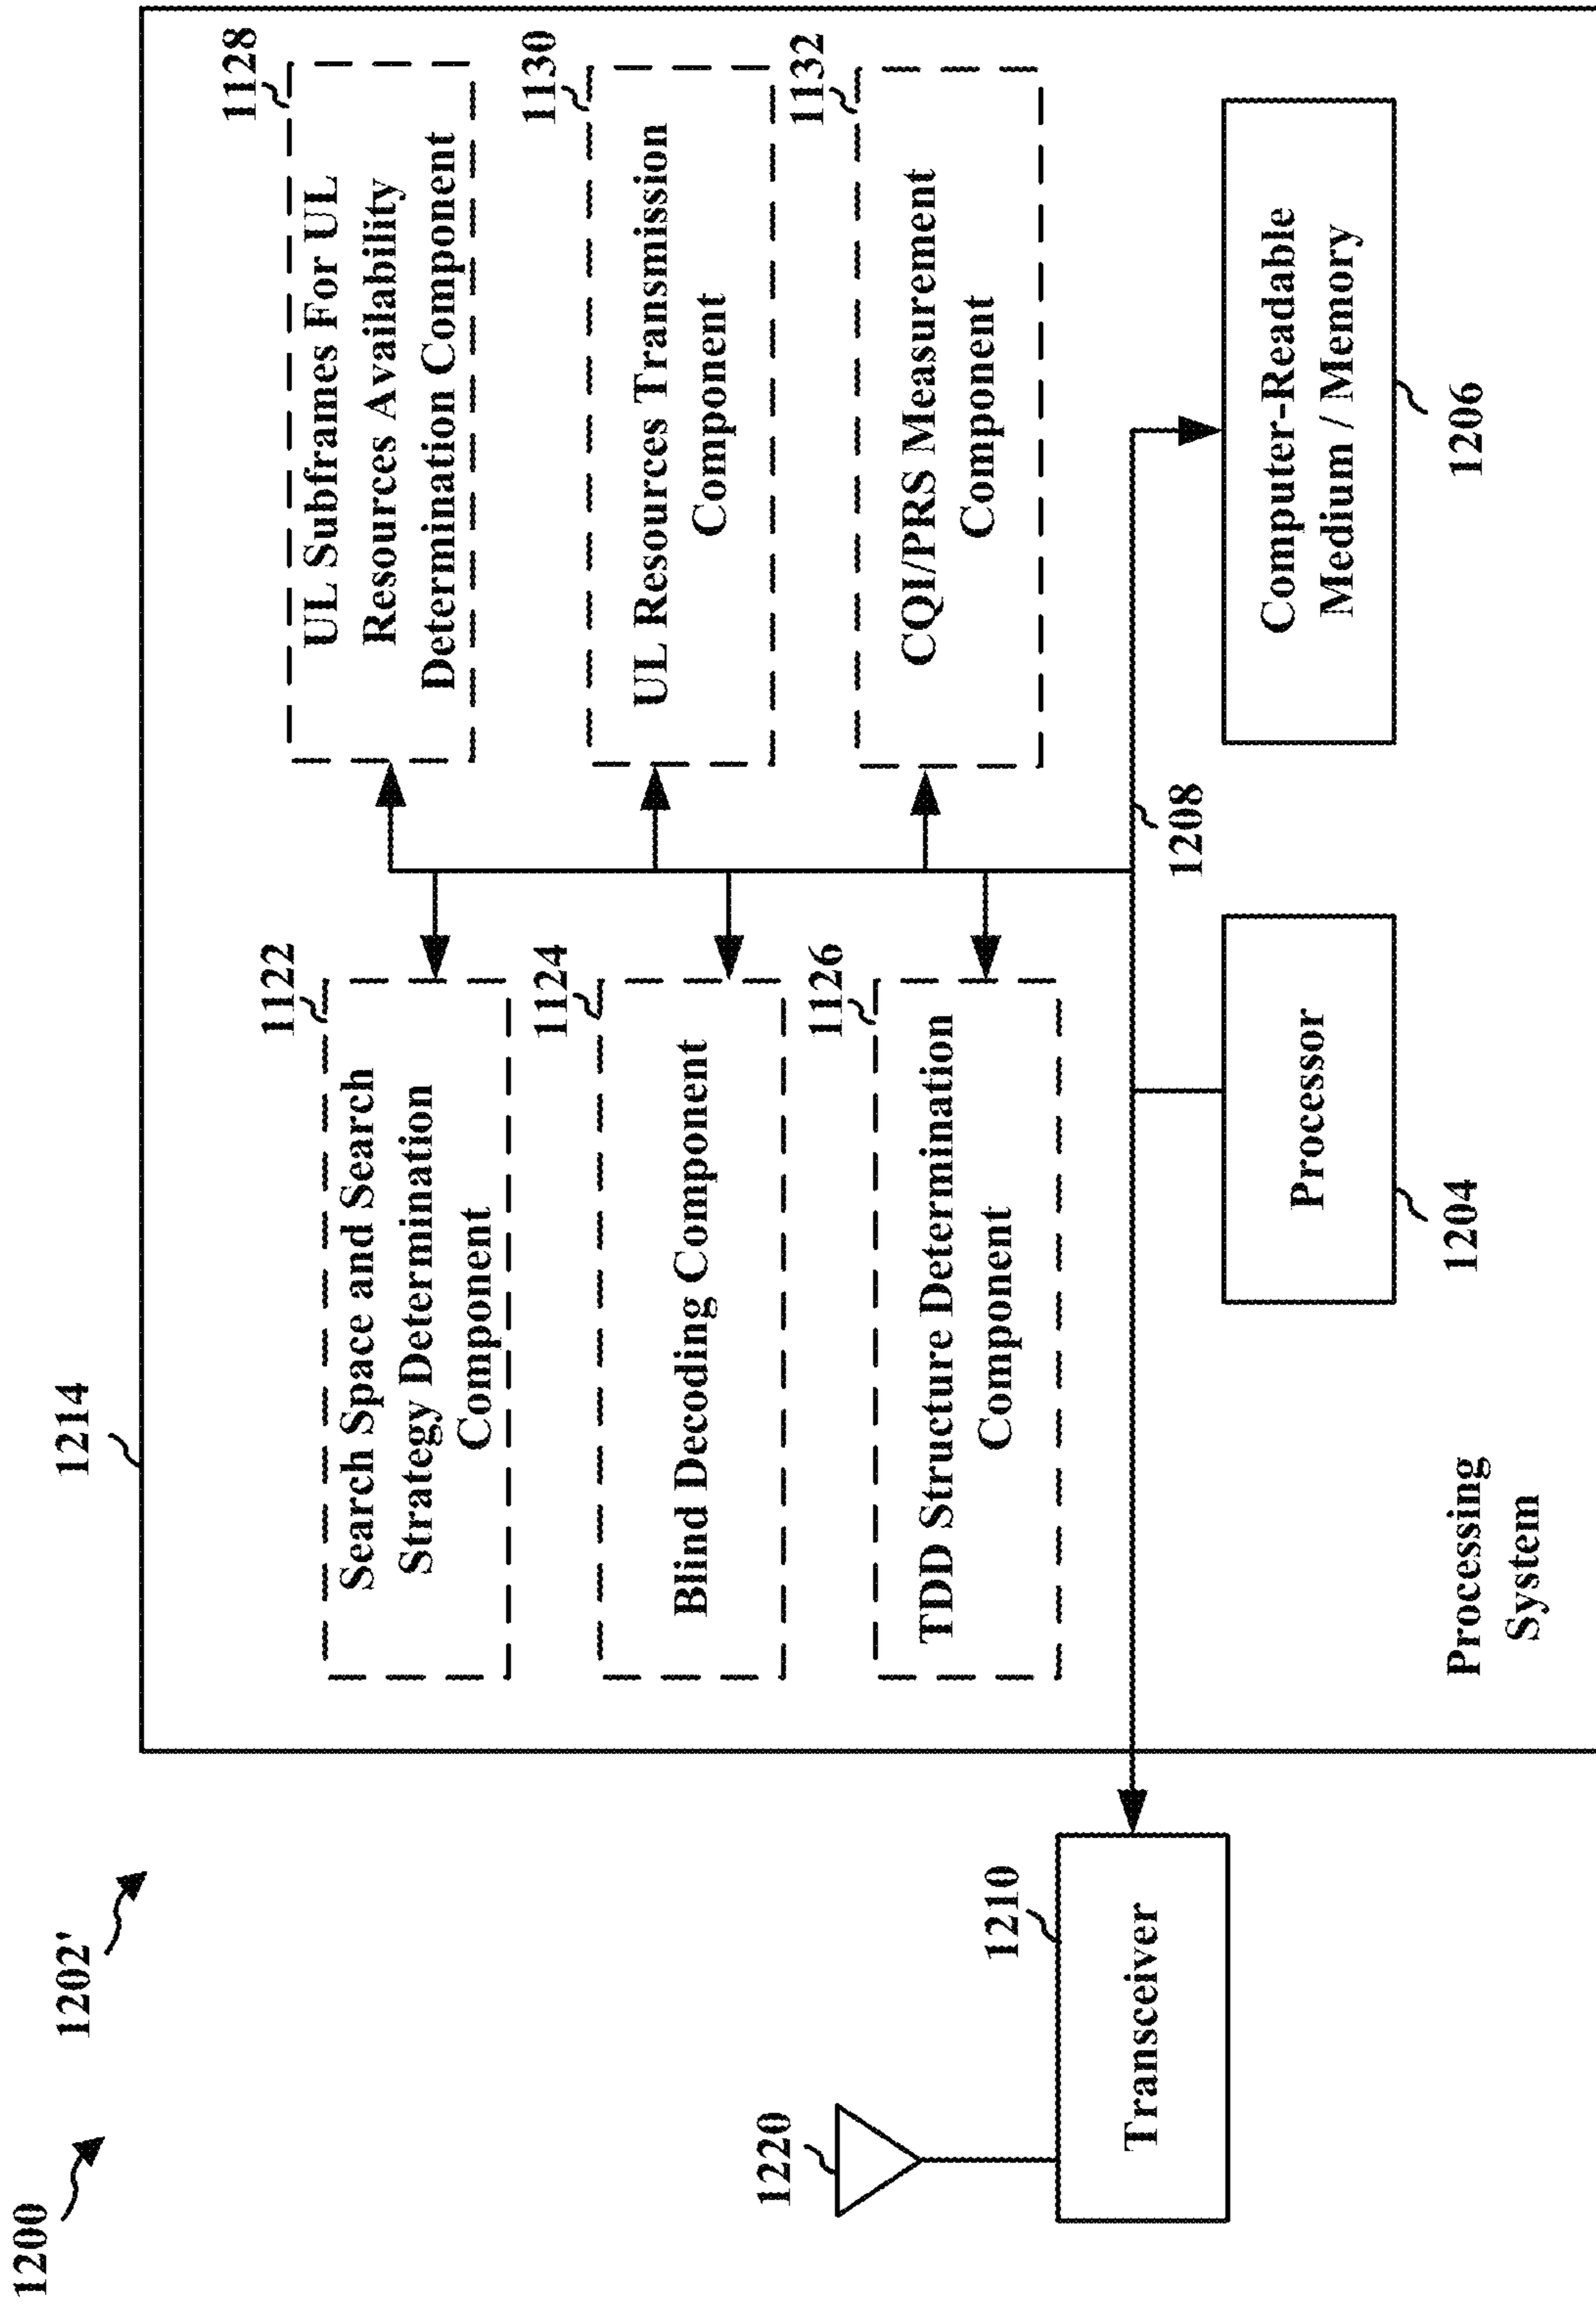 1200
1202'
1214
1122
Search Space and Search
Strategy Determination
Component
1128
UL Subframes For UL
Resources Availability
Determination Component
1124
Blind Decoding Component
1130
UL Resources Transmission
Component
1126
TDD Structure Determination
Component
1132
CQI/PRS Measurement
Component
1220
1210
Transceiver
1208
Processor
1204
Computer-Readable
Medium / Memory
1206
Processing
System